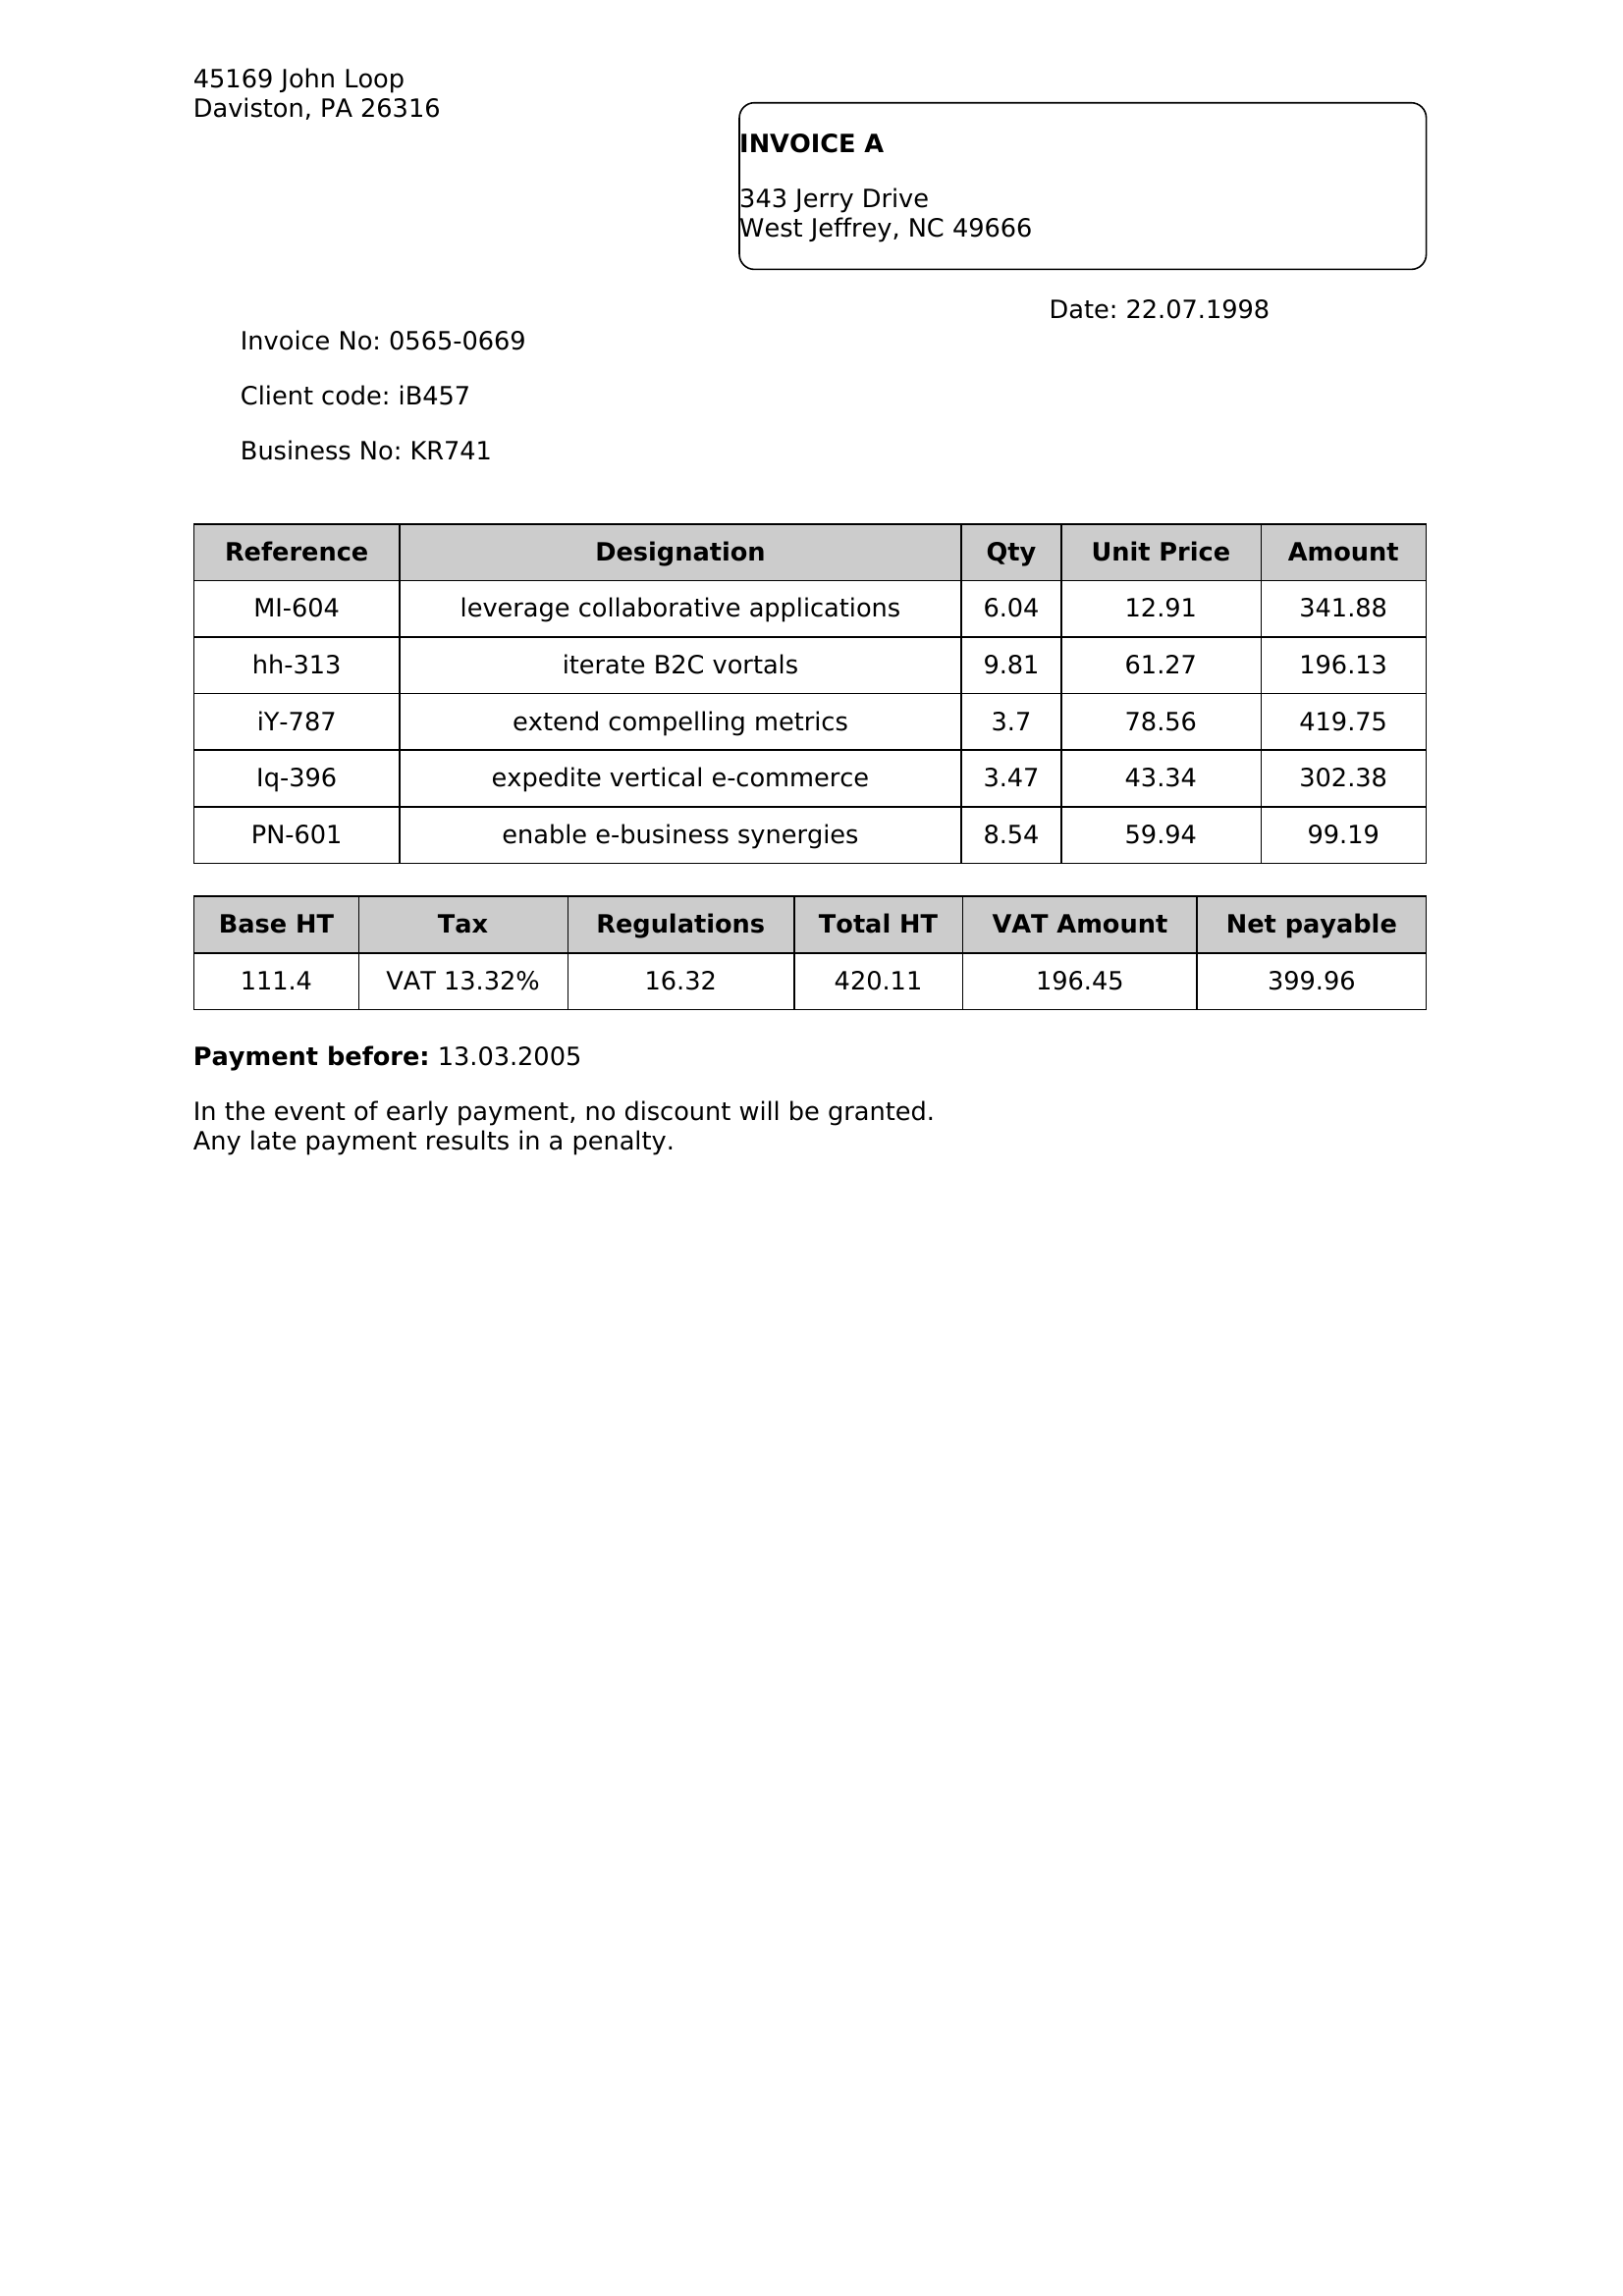 45169 John Loop
Daviston, PA 26316
INVOICE A
343 Jerry Drive
West Jeffrey, NC 49666
Date: 22.07.1998
Invoice No: 0565-0669
Client code: iB457
Business No: KR741
Reference Designation Qty Unit Price Amount
MI-604 leverage collaborative applications 6.04 12.91 341.88
hh-313 iterate B2C vortals 9.81 61.27 196.13
iY-787 extend compelling metrics 3.7 78.56 419.75
Iq-396 expedite vertical e-commerce 3.47 43.34 302.38
PN-601 enable e-business synergies 8.54 59.94 99.19
Base HT Tax Regulations Total HT VAT Amount Net payable
111.4 VAT 13.32% 16.32 420.11 196.45 399.96
Payment before: 13.03.2005
In the event of early payment, no discount will be granted.
Any late payment results in a penalty.